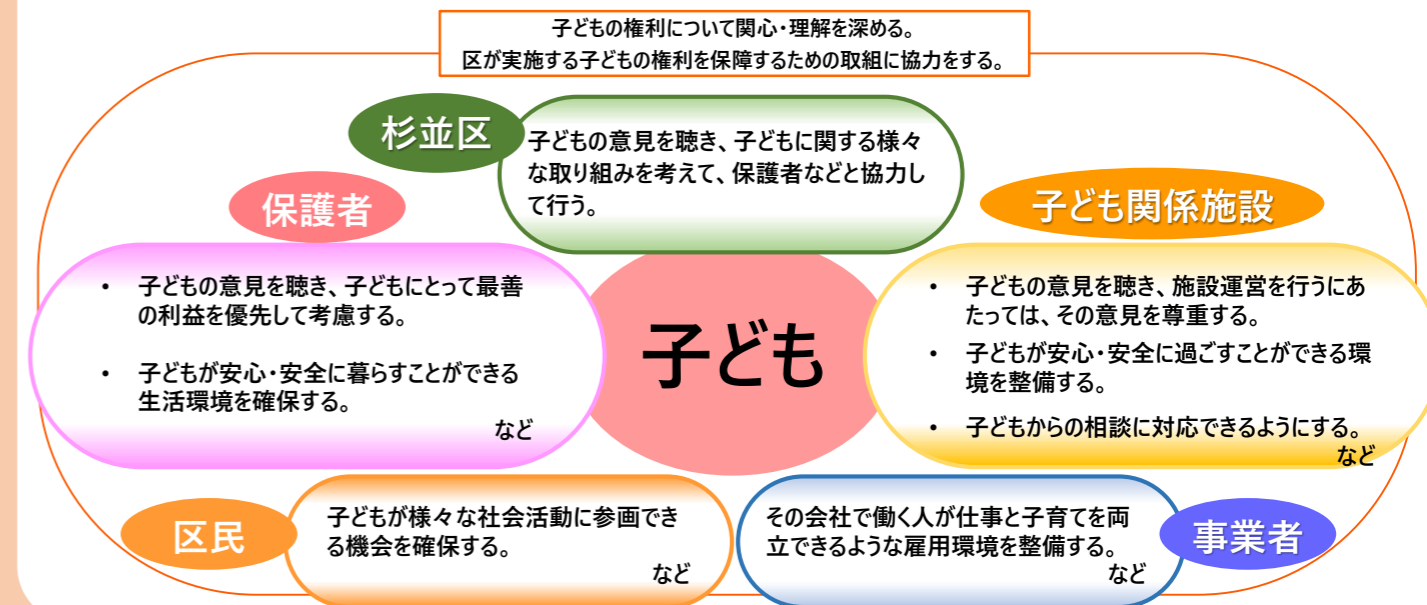 子どもの権利について関心・理解を深める。
区が実施する子どもの権利を保障するための取組に協力をする。
杉並区
子どもの意見を聴き、子どもに関する様々
な取り組みを考えて、保護者などと協力し
て行う。
保護者
・ 子どもの意見を聴き、子どもにとって最善
の利益を優先して考慮する。
・ 子どもが安心・安全に暮らすことができる
生活環境を確保する。
など
子ども
子ども関係施設
・ 子どもの意見を聴き、施設運営を行うにあ
たっては、その意見を尊重する。
・ 子どもが安心・安全に過ごすことができる環
境を整備する。
・ 子どもからの相談に対応できるようにする。
など
区民
子どもが様々な社会活動に参画でき
る機会を確保する。
など
その会社で働く人が仕事と子育てを両
立できるような雇用環境を整備する。
など
事業者